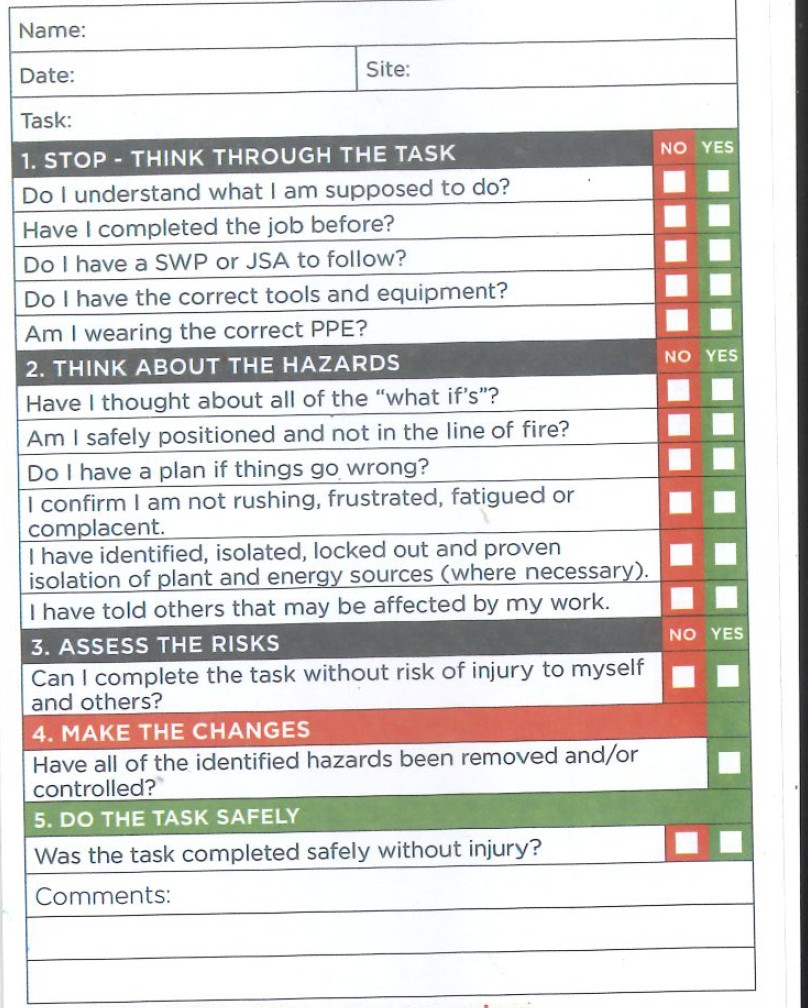 Name:
Date:
Site:
Task:
1. STOP - THINK THROUGH THE TASK
NO YES
Do I understand what I am supposed to do?
Have I completed the job before?
Do I have a SWP or JSA to follow?
Do I have the correct tools and equipment?
Am I wearing the correct PPE?
2. THINK ABOUT THE HAZARDS
NO YES
Have I thought about all of the “what if’s”?
Am I safely positioned and not in the line of fire?
Do I have a plan if things go wrong?
I confirm I am not rushing, frustrated, fatigued or
complacent.
I have identified, isolated, locked out and proven
isolation of plant and energy sources (where necessary).
I have told others that may be affected by my work.
3. ASSESS THE RISKS
NO YES
Can I complete the task without risk of injury to myself
and others?
4. MAKE THE CHANGES
Have all of the identified hazards been removed and/or
controlled?
5. DO THE TASK SAFELY
Was the task completed safely without injury?
Comments: